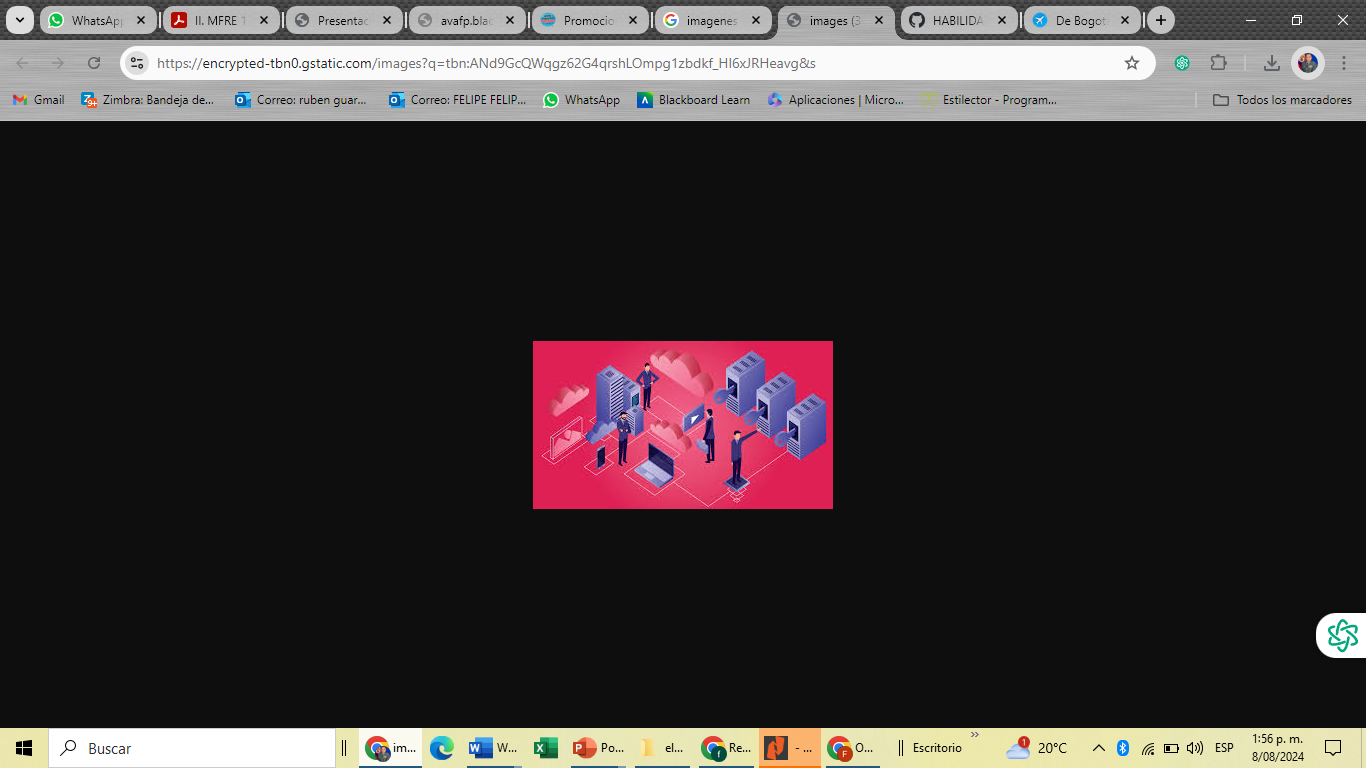 WhatsApp
II. MFRE
Presentac
avafp.blac
Promocio
imagenes
images (3
HABILIDA
De Bogot
https://encrypted-tbn0.gstatic.com/images?q=tbn:ANd9GcQWqgz62G4qrshLOmpg1zbdkf_Hl6xJRHeavg&s
Gmail
Zimbra: Bandeja de...
Correo: ruben guar...
Correo: FELIPE FELIP...
WhatsApp
Blackboard Learn
Aplicaciones | Micro...
Estilector - Program...
Todos los marcadores
Buscar
im...
W...
Po...
el...
Re...
- ...
O...
Escritorio
1
20°C
ESP
1:56 p. m.
8/08/2024